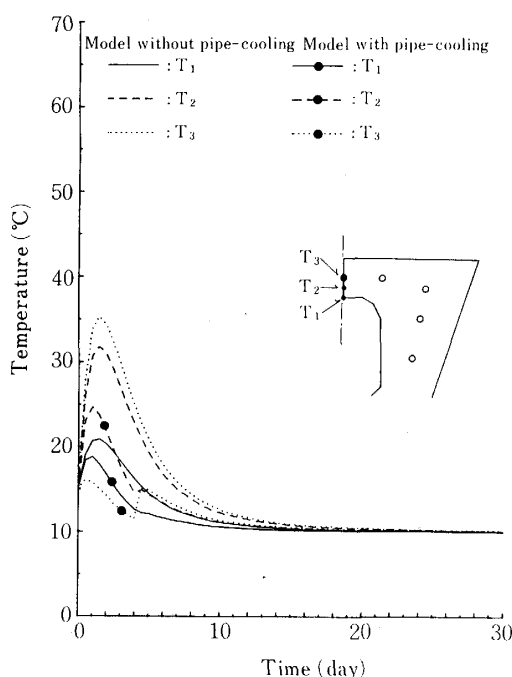 70
Model without pipe-cooling Model with pipe-cooling
: T1 : T1
60
: T2 : T2
: T3 : T3
50
Temperature (℃)
T3
T2
T1
40
30
20
10
0
0 10 20 30
Time (day)